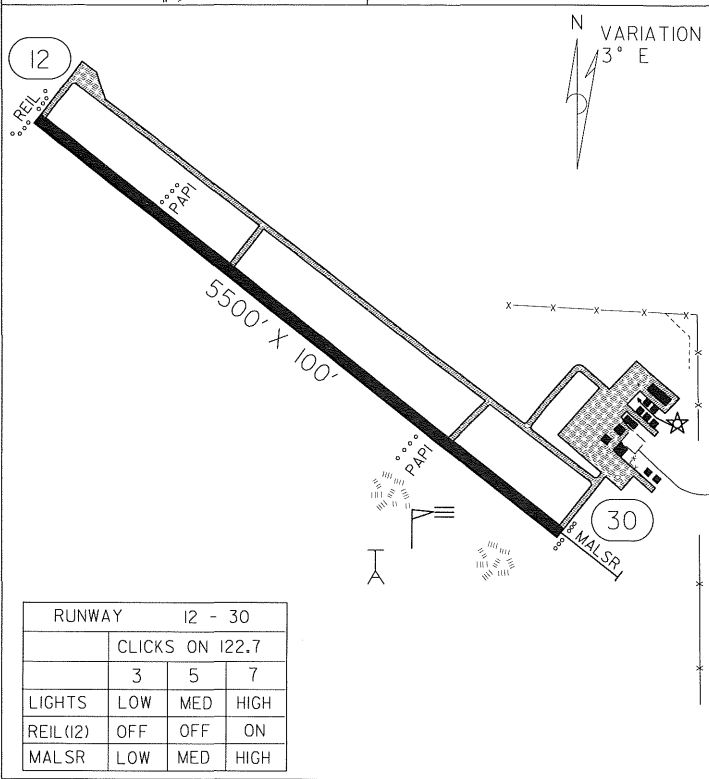 N VARIATION
3° E
12
REIL
PAPI
5500' X 100'
PAPI
30
MALSR
RUNWAY 12 - 30
CLICKS ON 122.7
3 5 7
LIGHTS LOW MED HIGH
REIL(12) OFF OFF ON
MALSR LOW MED HIGH